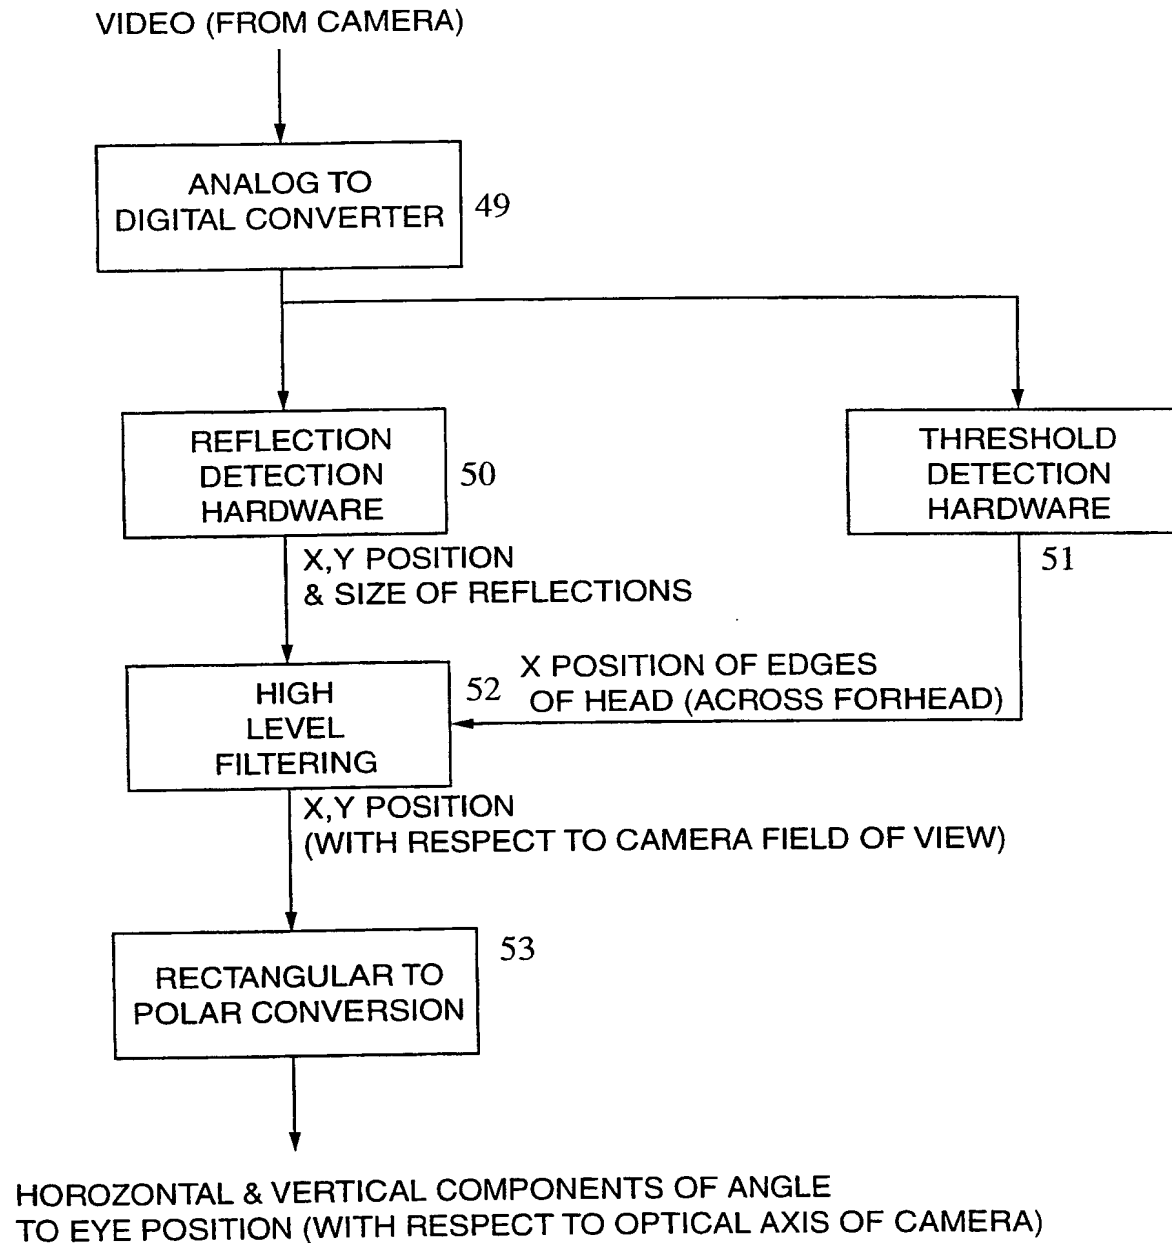 VIDEO (FROM CAMERA)
ANALOG TO
DIGITAL CONVERTER
49
REFLECTION
DETECTION
HARDWARE
50
THRESHOLD
DETECTION
HARDWARE
51
X,Y POSITION
& SIZE OF REFLECTIONS
X POSITION OF EDGES
OF HEAD (ACROSS FORHEAD)
HIGH
LEVEL
FILTERING
52
X,Y POSITION
(WITH RESPECT TO CAMERA FIELD OF VIEW)
RECTANGULAR TO
POLAR CONVERSION
53
HOROZONTAL & VERTICAL COMPONENTS OF ANGLE
TO EYE POSITION (WITH RESPECT TO OPTICAL AXIS OF CAMERA)